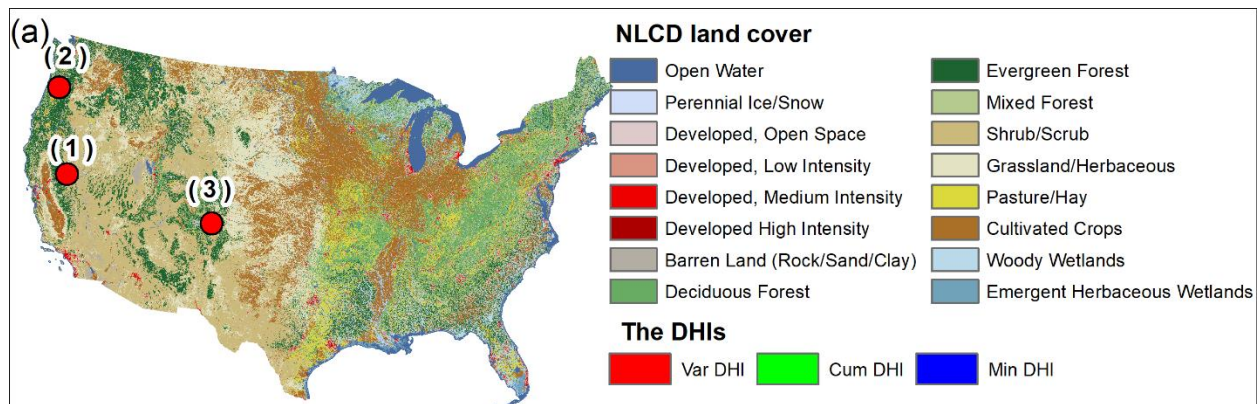 (a)
(2)
(1)
(3)
NLCD land cover
Open Water
Perennial Ice/Snow
Developed, Open Space
Developed, Low Intensity
Developed, Medium Intensity
Developed High Intensity
Barren Land (Rock/Sand/Clay)
Deciduous Forest
Evergreen Forest
Mixed Forest
Shrub/Scrub
Grassland/Herbaceous
Pasture/Hay
Cultivated Crops
Woody Wetlands
Emergent Herbaceous Wetlands
The DHIs
Var DHI Cum DHI Min DHI